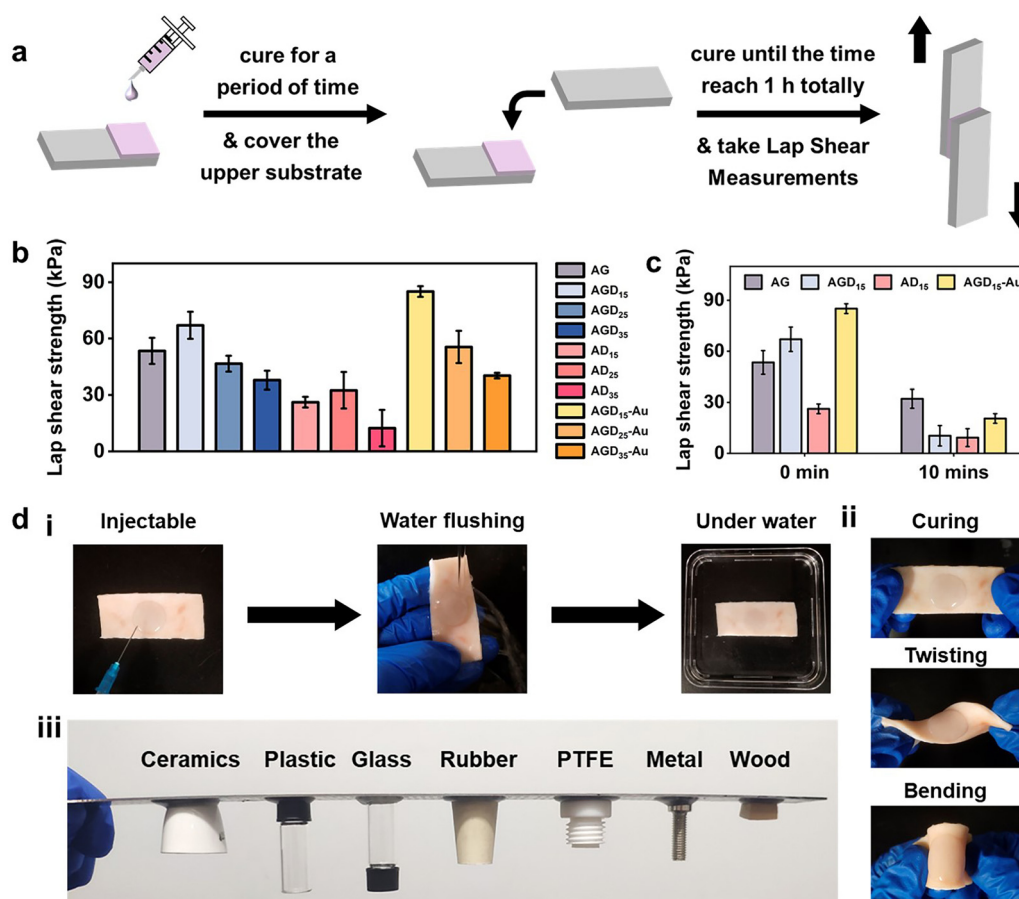 a
cure for a
period of time
& cover the
upper substrate
cure until the time
reach 1 h totally
& take Lap Shear
Measurements
b
Lap shear strength (kPa)
90
60
30
0
AG
AGD₁₅
AGD₂₅
AGD₃₅
AD₁₅
AD₂₅
AD₃₅
AGD₁₅-Au
AGD₂₅-Au
AGD₃₅-Au
c
Lap shear strength (kPa)
90
60
30
0
AG AGD₁₅ AD₁₅ AGD₁₅-Au
0 min 10 mins
d i
Injectable Water flushing Under water
ii
Curing
Twisting
Bending
iii
Ceramics Plastic Glass Rubber PTFE Metal Wood